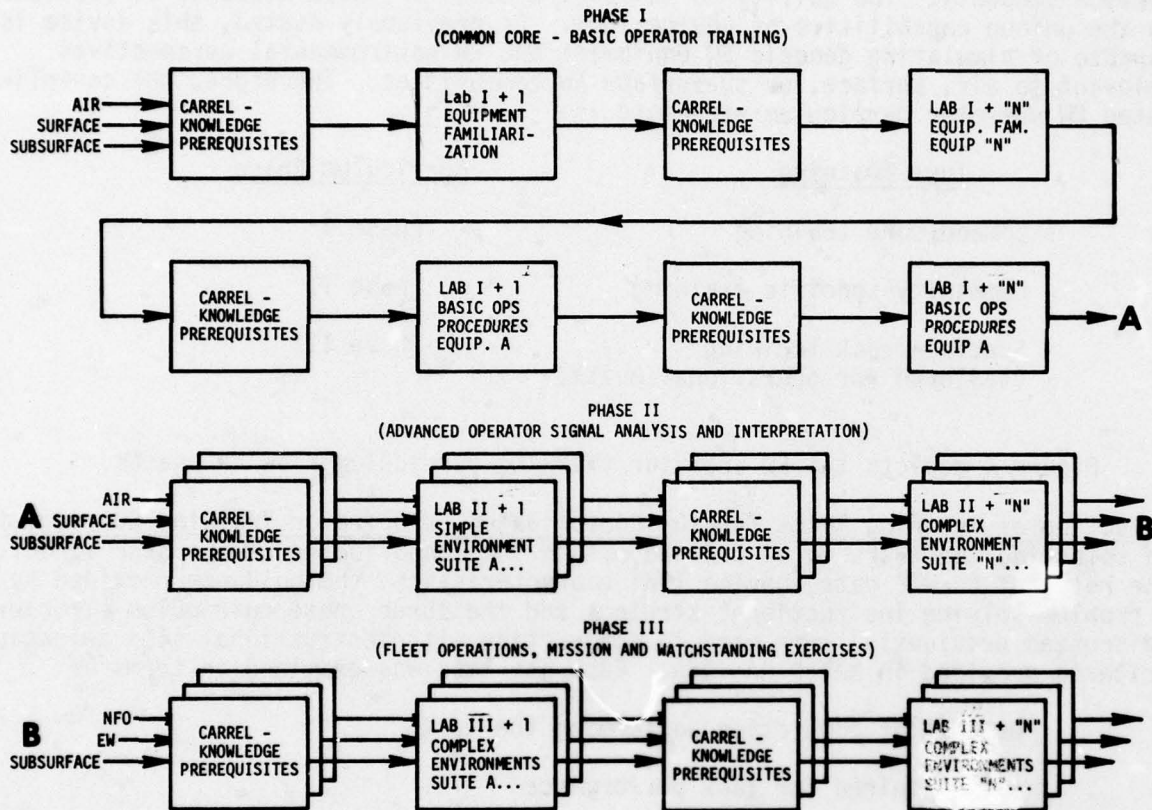 PHASE I
(COMMON CORE - BASIC OPERATOR TRAINING)
AIR
SURFACE
SUBSURFACE
CARREL -
KNOWLEDGE
PREREQUISITES
Lab I + 1
EQUIPMENT
FAMILIARI-
ZATION
CARREL -
KNOWLEDGE
PREREQUISITES
LAB I + "N"
EQUIP. FAM.
EQUIP "N"
CARREL -
KNOWLEDGE
PREREQUISITES
LAB I + 1
BASIC OPS
PROCEDURES
EQUIP. A
CARREL -
KNOWLEDGE
PREREQUISITES
LAB I + "N"
BASIC OPS
PROCEDURES
EQUIP A
A
PHASE II
(ADVANCED OPERATOR SIGNAL ANALYSIS AND INTERPRETATION)
A
AIR
SURFACE
SUBSURFACE
CARREL -
KNOWLEDGE
PREREQUISITES
LAB II + 1
SIMPLE
ENVIRONMENT
SUITE A...
CARREL -
KNOWLEDGE
PREREQUISITES
LAB II + "N"
COMPLEX
ENVIRONMENT
SUITE "N"...
B
PHASE III
(FLEET OPERATIONS, MISSION AND WATCHSTANDING EXERCISES)
B
NFO
EW
SUBSURFACE
CARREL -
KNOWLEDGE
PREREQUISITES
LAB III + 1
COMPLEX
ENVIRONMENTS
SUITE A...
CARREL -
KNOWLEDGE
PREREQUISITES
LAB III + "N"
COMPLEX
ENVIRONMENTS
SUITE "N"...